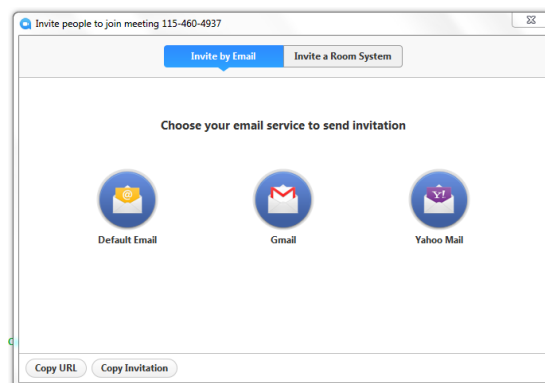 Invite people to join meeting 115-460-4937
Invite by Email Invite a Room System
Choose your email service to send invitation
Default Email Gmail Yahoo Mail
Copy URL Copy Invitation